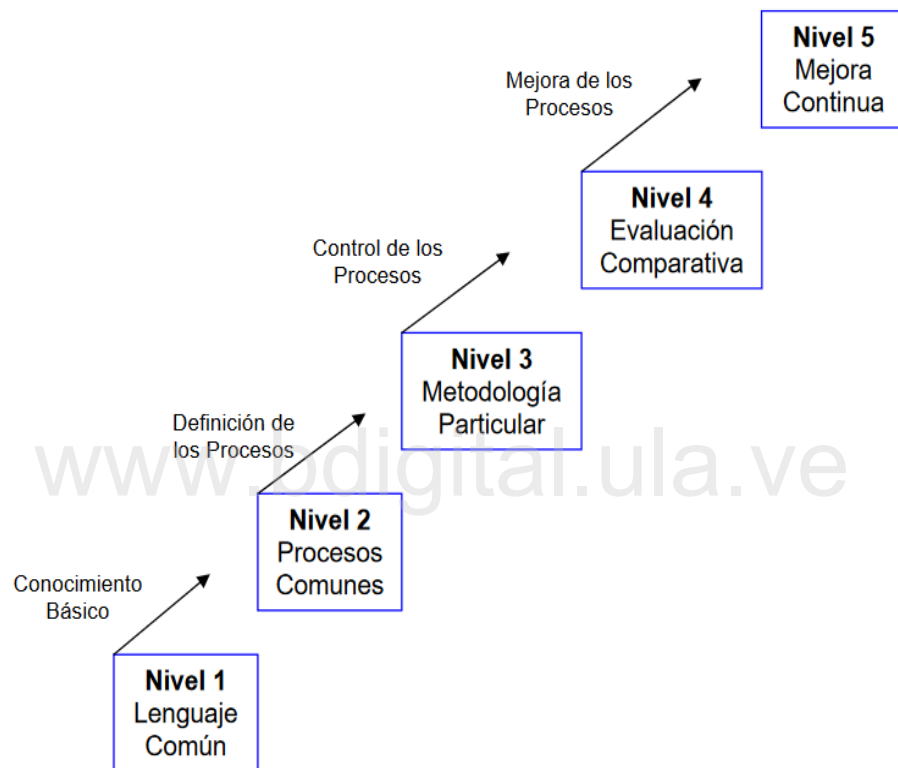 Nivel 5
Mejora
Continua
Mejora de los
Procesos
Nivel 4
Evaluación
Comparativa
Control de los
Procesos
Nivel 3
Metodología
Particular
Definición de
los Procesos
www.bdigital.ula.ve
Nivel 2
Procesos
Comunes
Conocimiento
Básico
Nivel 1
Lenguaje
Común